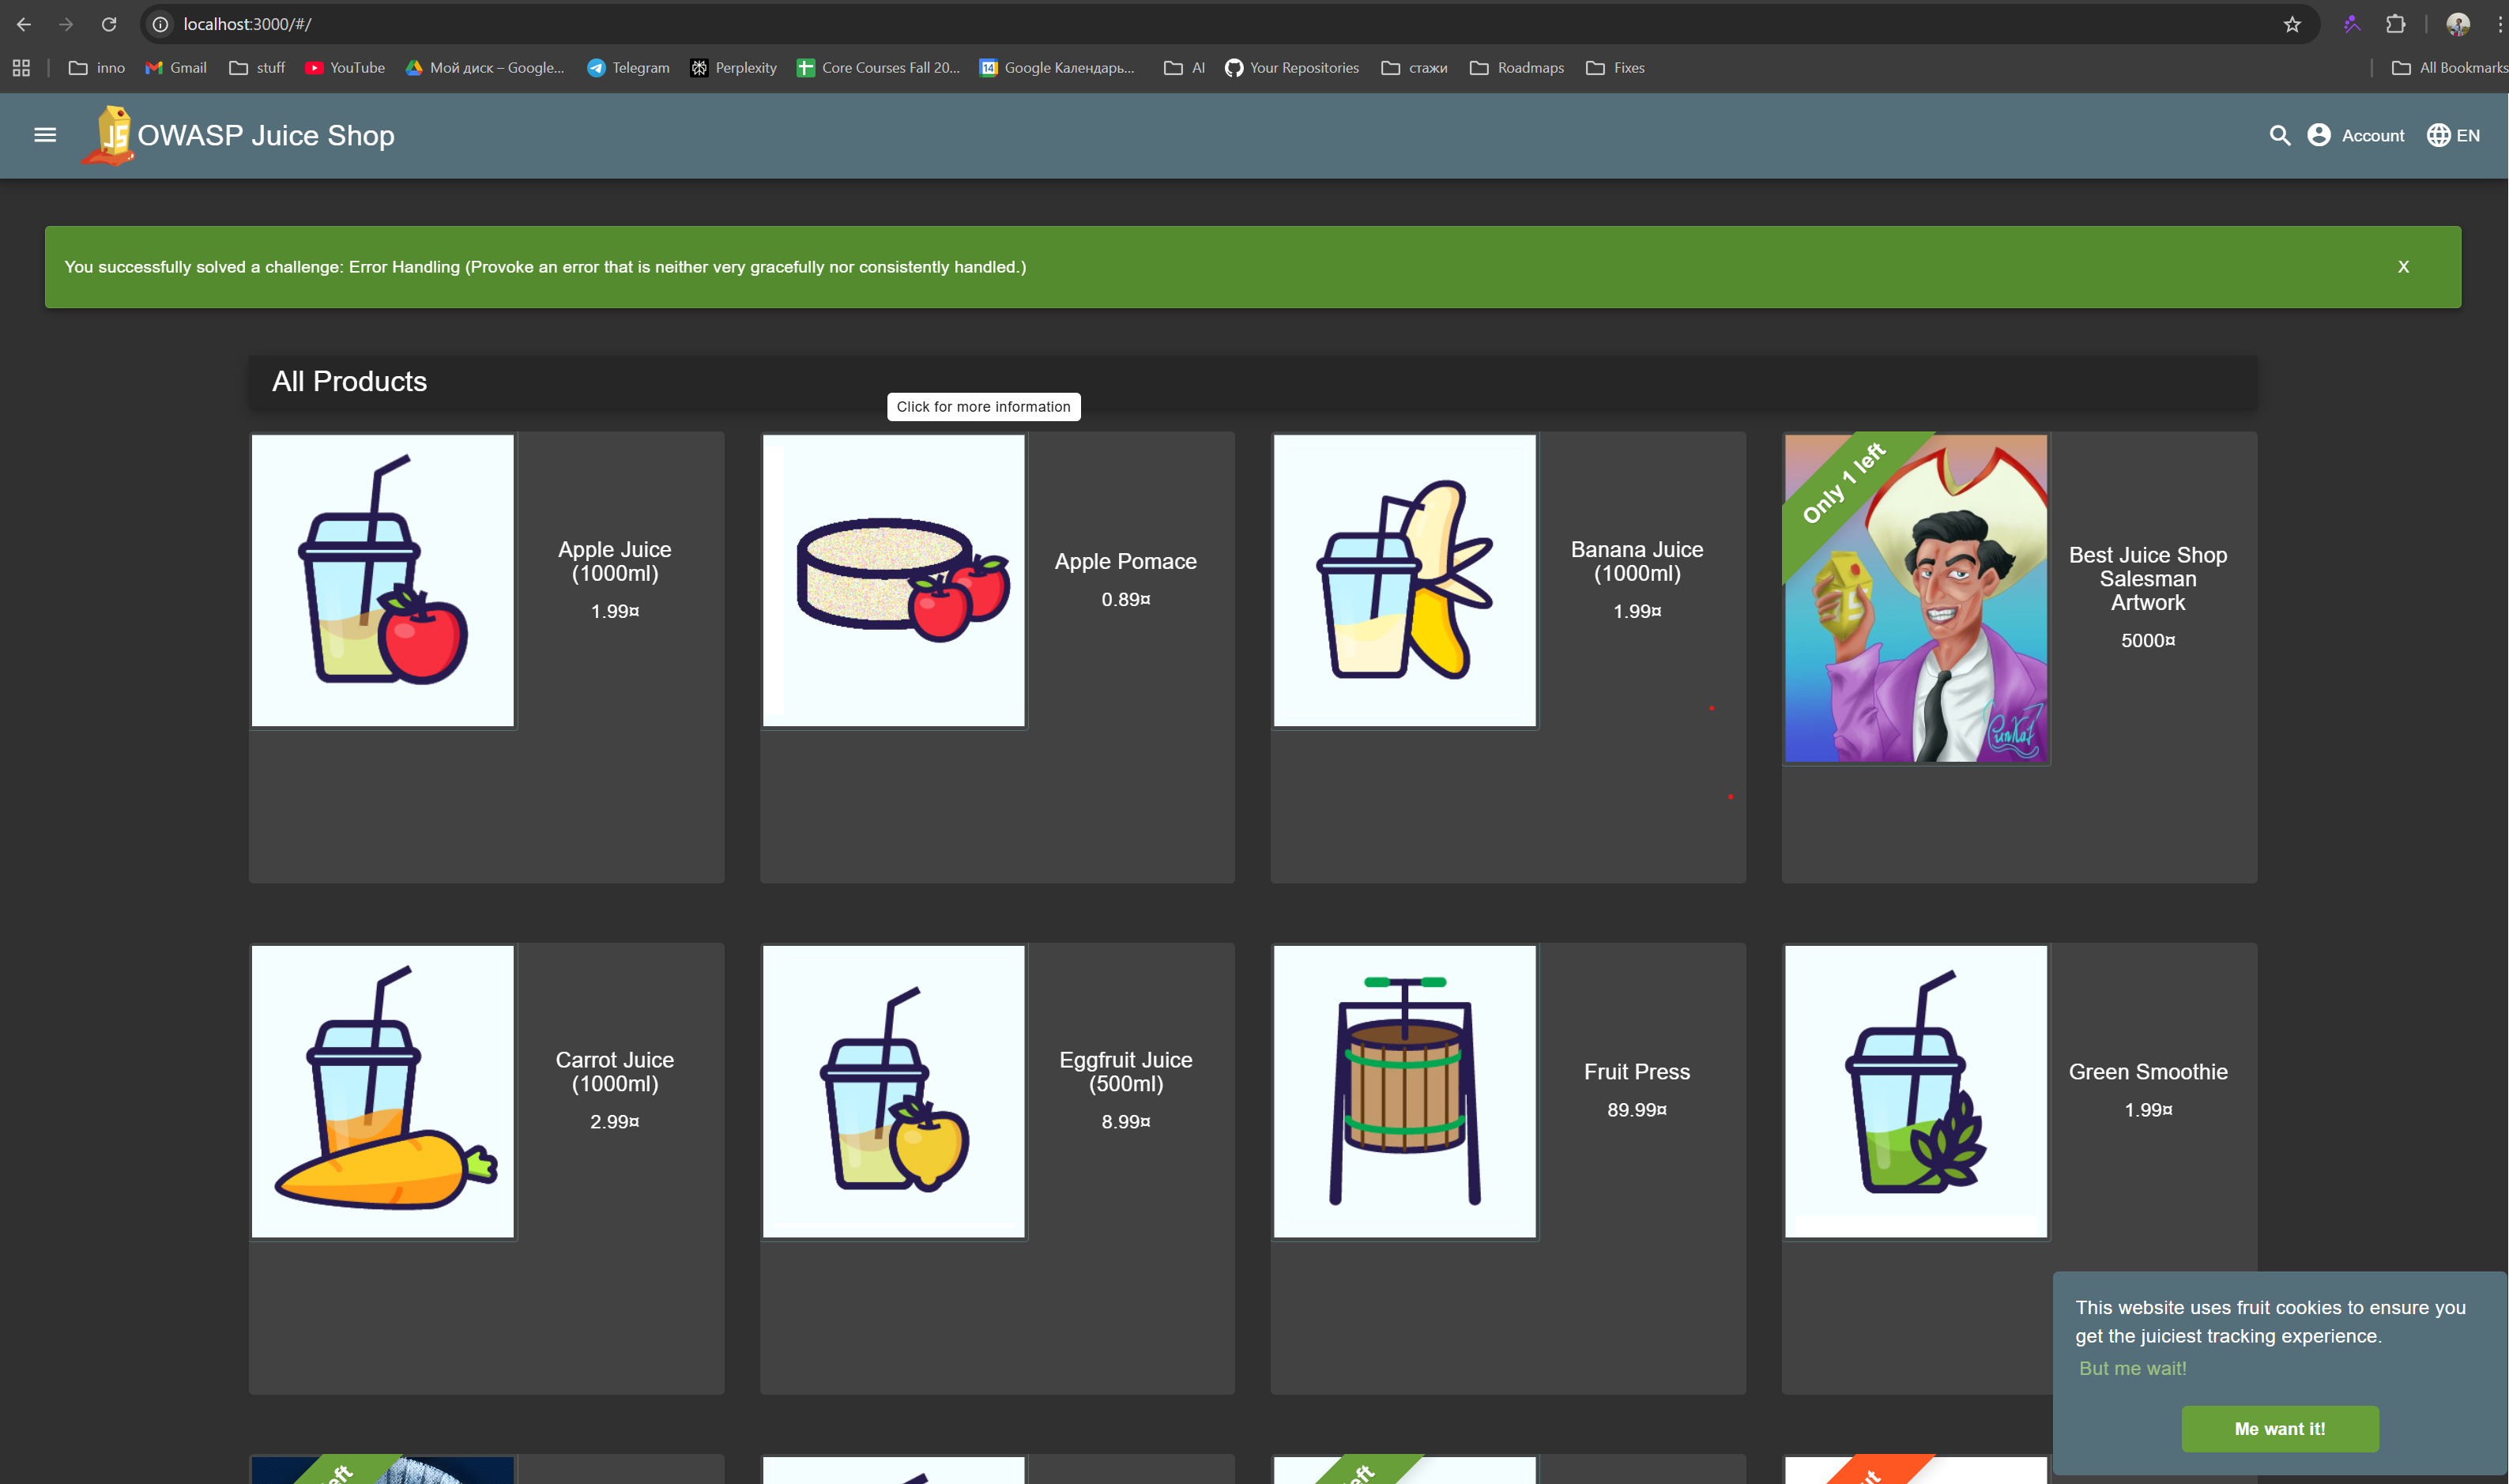 localhost:3000/#/
inno
Gmail
stuff
YouTube
Мой диск – Google...
Telegram
Perplexity
Core Courses Fall 20...
14
Google Календарь...
AI
Your Repositories
стажи
Roadmaps
Fixes
All Bookmarks
JS
OWASP Juice Shop
Account
EN
You successfully solved a challenge: Error Handling (Provoke an error that is neither very gracefully nor consistently handled.)
X
All Products
Click for more information
Apple Juice
(1000ml)
1.99¤
Apple Pomace
0.89¤
Banana Juice
(1000ml)
1.99¤
Only 1 left
Best Juice Shop
Salesman
Artwork
5000¤
Carrot Juice
(1000ml)
2.99¤
Eggfruit Juice
(500ml)
8.99¤
Fruit Press
89.99¤
Green Smoothie
1.99¤
This website uses fruit cookies to ensure you
get the juiciest tracking experience.
But me wait!
Me want it!